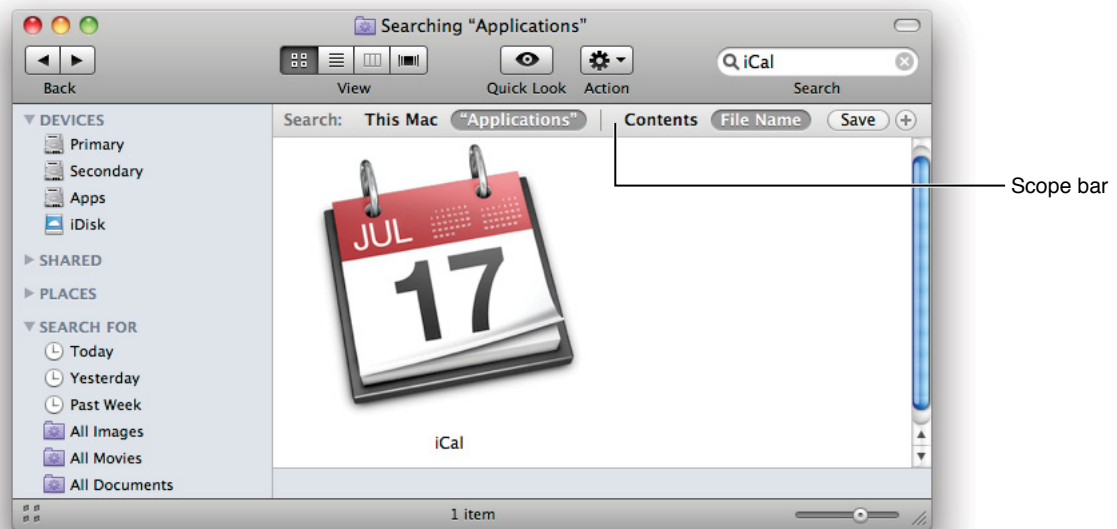 Searching “Applications”
iCal
Back
View
Quick Look
Action
Search
DEVICES
Primary
Secondary
Apps
iDisk
SHARED
PLACES
SEARCH FOR
Today
Yesterday
Past Week
All Images
All Movies
All Documents
Search: This Mac “Applications” Contents File Name Save
JUL
17
iCal
1 item
Scope bar